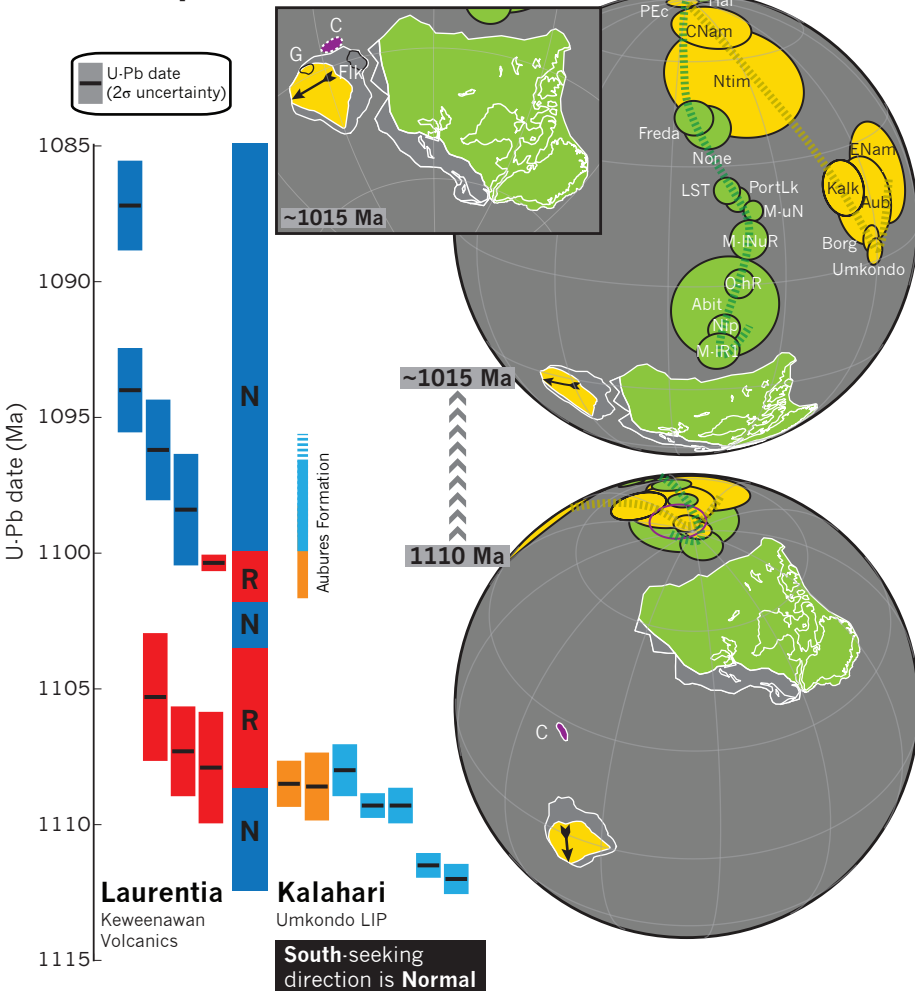 PEc
Hal
CNam
Ntim
Freda
None
ENam
Kalk
Aub
LST
PortLk
M-uN
M-lNuR
Borg
Umkondo
O-hR
Abit
Nip
M-lR1
C
G
Flk
~1015 Ma
U-Pb date
(2σ uncertainty)
U-Pb date (Ma)
1085
1090
1095
1100
1105
1110
1115
N
R
N
R
N
Aubures Formation
~1015 Ma
1110 Ma
C
Laurentia
Keweenawan
Volcanics
Kalahari
Umkondo LIP
South-seeking
direction is Normal